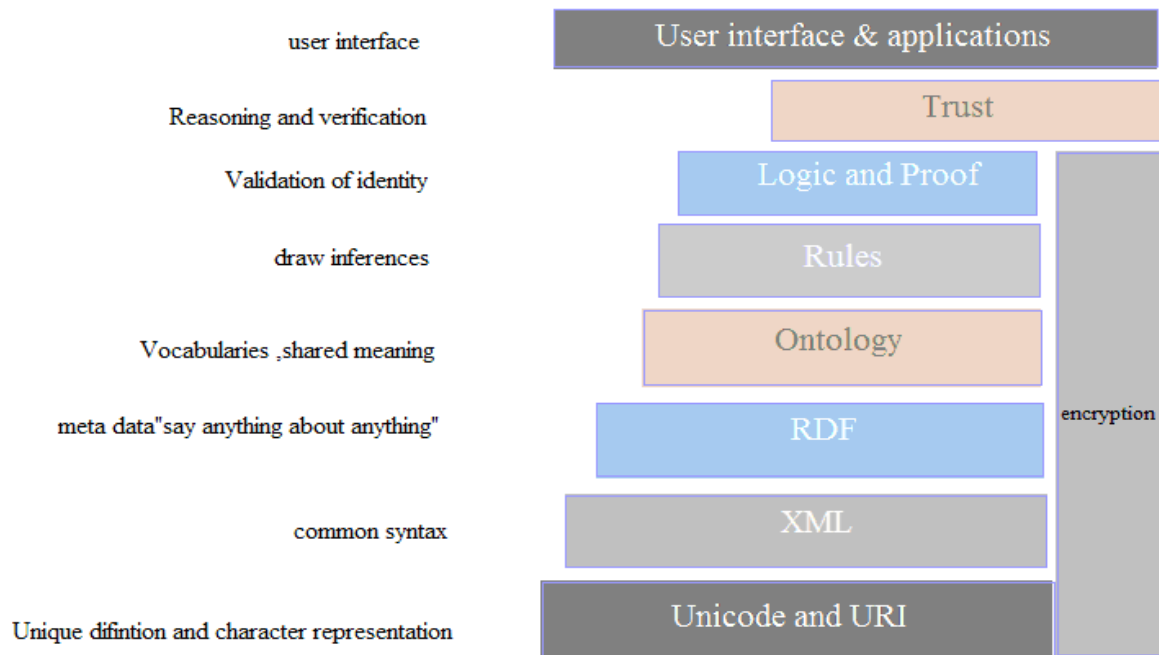 user interface
User interface & applications
Reasoning and verification
Trust
Validation of identity
Logic and Proof
draw inferences
Rules
Vocabularies ,shared meaning
Ontology
meta data"say anything about anything"
RDF
encryption
common syntax
XML
Unique difintion and character representation
Unicode and URI